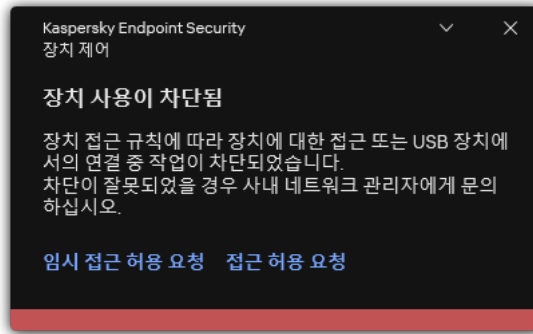 Kaspersky Endpoint Security
장치 제어
장치 사용이 차단됨
장치 접근 규칙에 따라 장치에 대한 접근 또는 USB 장치에
서의 연결 중 작업이 차단되었습니다.
차단이 잘못되었을 경우 사내 네트워크 관리자에게 문의
하십시오.
임시 접근 허용 요청 접근 허용 요청